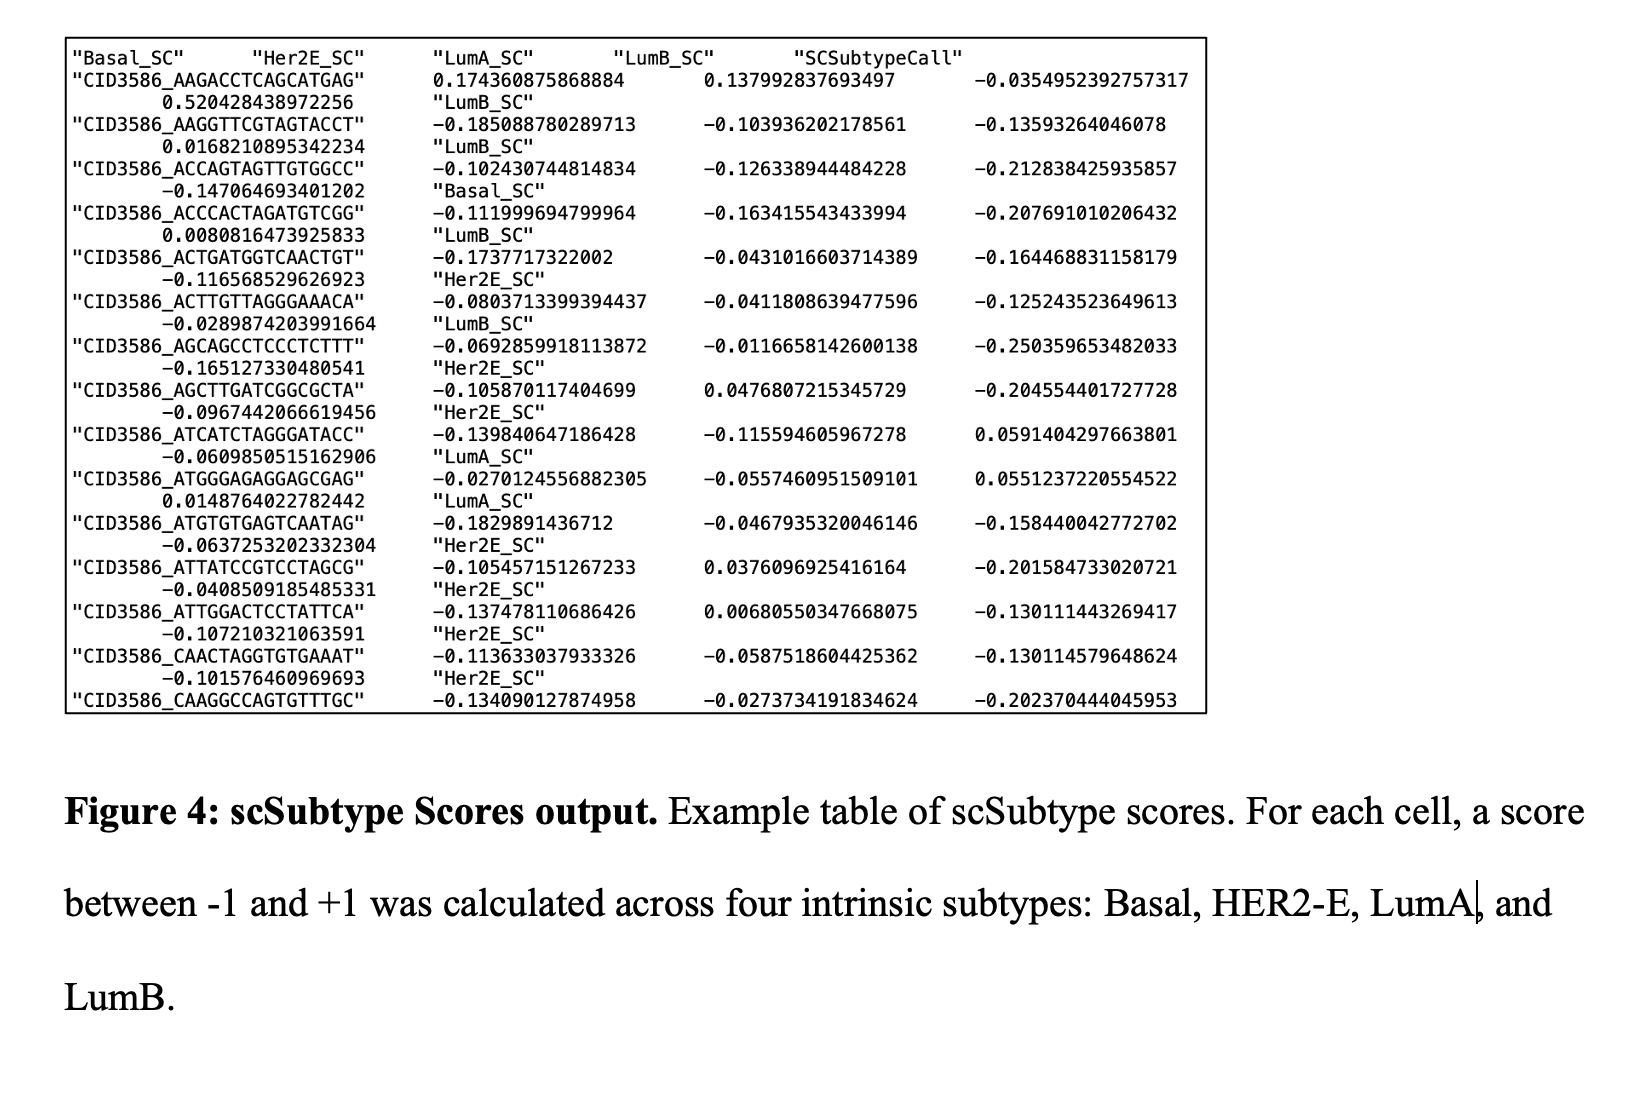 "Basal_SC" "Her2E_SC" "LumA_SC" "LumB_SC" "SCSubtypeCall"
"CID3586_AAGACCTCAGCATGAG" 0.174360875868884 0.137992837693497 -0.0354952392757317
0.520428438972256 "LumB_SC"
"CID3586_AAGGTTCGTAGTACCT" -0.185088780289713 -0.103936202178561 -0.13593264046078
0.0168210895342234 "LumB_SC"
"CID3586_ACCAGTAGTTGTGGCC" -0.102430744814834 -0.126338944484228 -0.212838425935857
-0.147064693401202 "Basal_SC"
"CID3586_ACCCACTAGATGTCGG" -0.111999694799964 -0.163415543433994 -0.207691010206432
0.0080816473925833 "LumB_SC"
"CID3586_ACTGATGGTCAACTGT" -0.1737717322002 -0.0431016603714389 -0.164468831158179
-0.116568529626923 "Her2E_SC"
"CID3586_ACTTGTTAGGGAAACA" -0.0803713399394437 -0.0411808639477596 -0.125243523649613
-0.0289874203991664 "LumB_SC"
"CID3586_AGCAGCCTCCCTCTTT" -0.0692859918113872 -0.0116658142600138 -0.250359653482033
-0.165127330480541 "Her2E_SC"
"CID3586_AGCTTGATCGGCGCTA" -0.105870117404699 0.0476807215345729 -0.204554401727728
-0.0967442066619456 "Her2E_SC"
"CID3586_ATCATCTAGGGATACC" -0.139840647186428 -0.115594605967278 0.0591404297663801
-0.0609850515162906 "LumA_SC"
"CID3586_ATGGGAGAGGAGCGAG" -0.0270124556882305 -0.0557460951509101 0.0551237220554522
0.0148764022782442 "LumA_SC"
"CID3586_ATGTGTGAGTCAATAG" -0.1829891436712 -0.0467935320046146 -0.158440042772702
-0.0637253202332304 "Her2E_SC"
"CID3586_ATTATCCGTCCTAGCG" -0.105457151267233 0.0376096925416164 -0.201584733020721
-0.0408509185485331 "Her2E_SC"
"CID3586_ATTGGACTCCTATTCA" -0.137478110686426 0.00680550347668075 -0.130111443269417
-0.107210321063591 "Her2E_SC"
"CID3586_CAACTAGGTGTGAAAT" -0.113633037933326 -0.0587518604425362 -0.130114579648624
-0.101576460969693 "Her2E_SC"
"CID3586_CAAGGCCAGTGTTTGC" -0.134090127874958 -0.0273734191834624 -0.202370444045953
Figure 4: scSubtype Scores output. Example table of scSubtype scores. For each cell, a score
between -1 and +1 was calculated across four intrinsic subtypes: Basal, HER2-E, LumA, and
LumB.